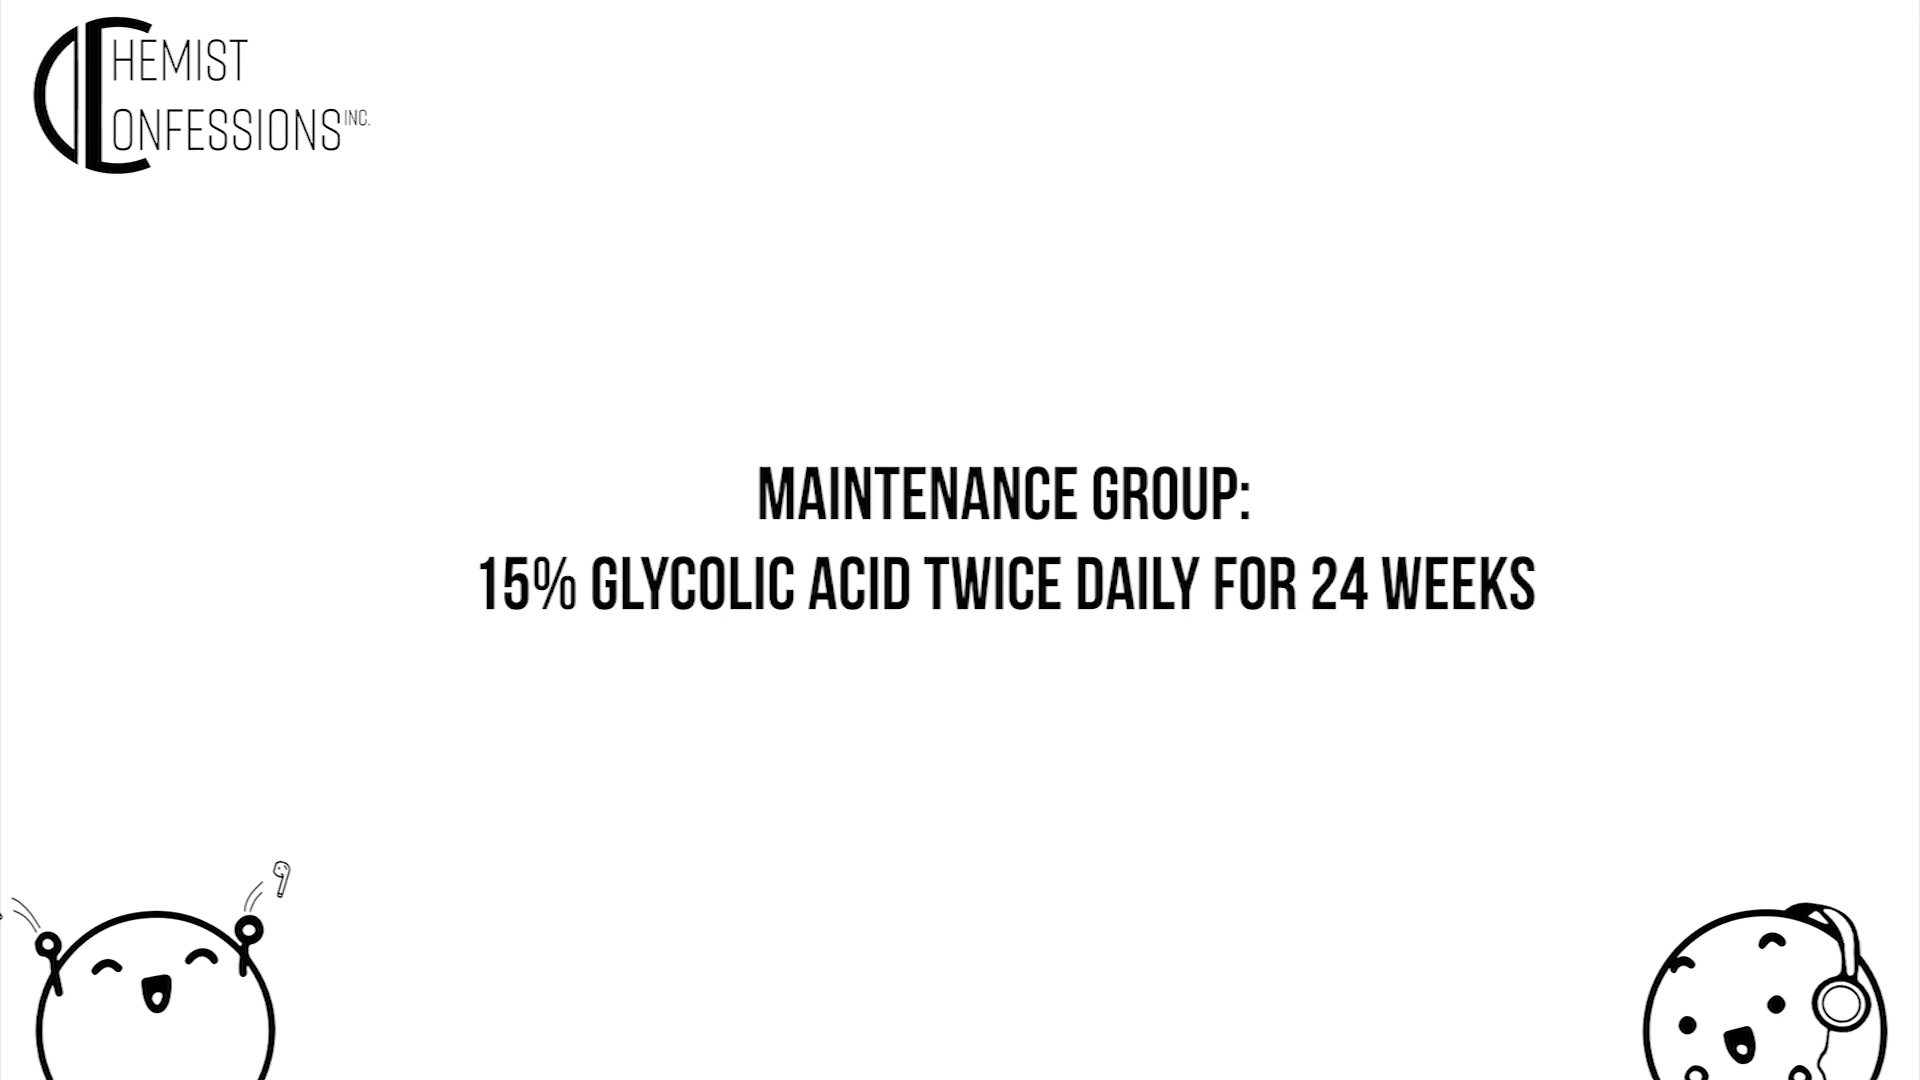 CHEMIST
CONFESSIONS INC.
MAINTENANCE GROUP:
15% GLYCOLIC ACID TWICE DAILY FOR 24 WEEKS